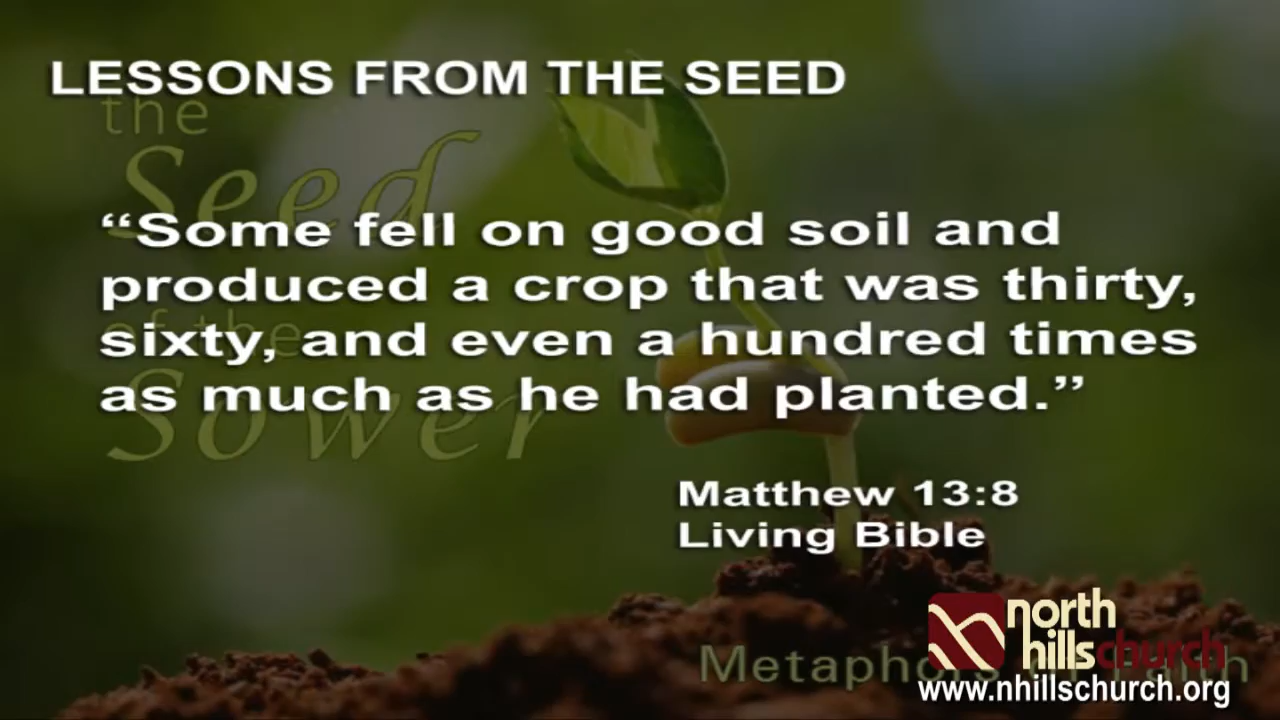 LESSONS FROM THE SEED
the
Seed
“Some fell on good soil and
produced a crop that was thirty,
of the
sixty, and even a hundred times
as much as he had planted.”
Sower
Matthew 13:8
Living Bible
north
hills church
Metaphors
www.nhillschurch.org